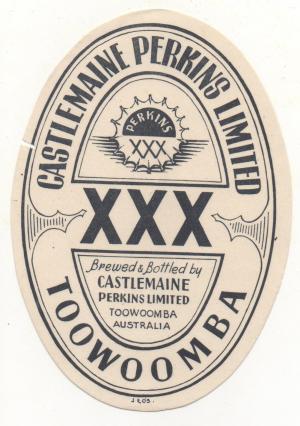 CASTLEMAINE PERKINS LIMITED
PERKINS
XXX
XXX
Brewed & Bottled by
CASTLEMAINE
PERKINS LIMITED
TOOWOOMBA
AUSTRALIA
TOOWOOMBA